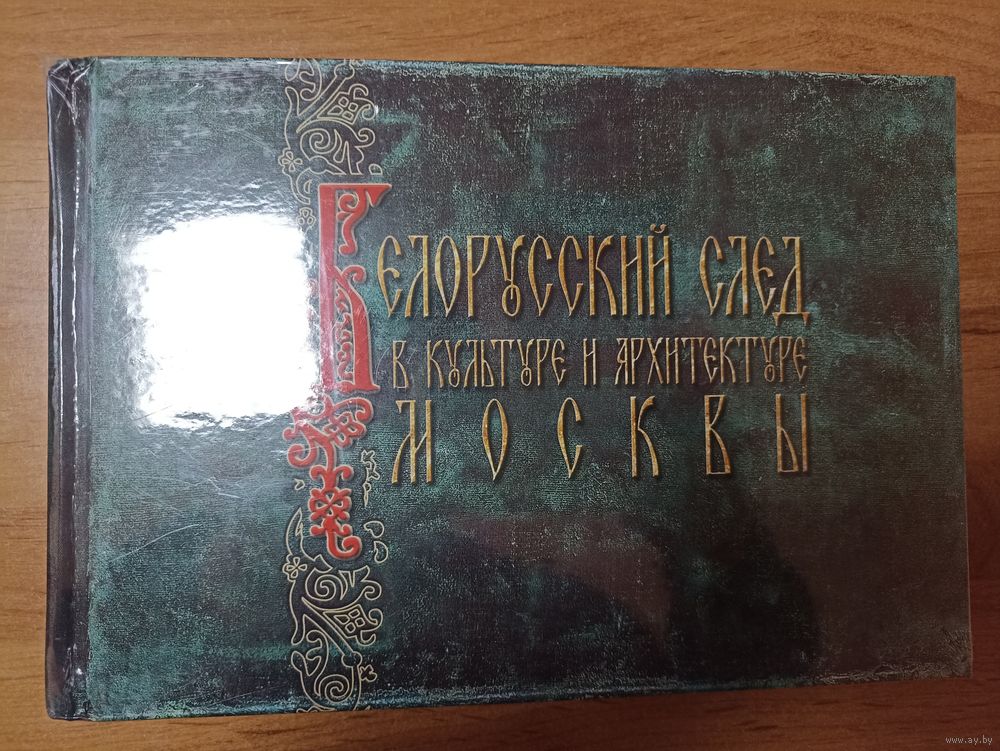 БЕЛОРУССКИЙ СЛЕД
В КУЛЬТУРЕ И АРХИТЕКТУРЕ
МОСКВЫ
www.ay.by